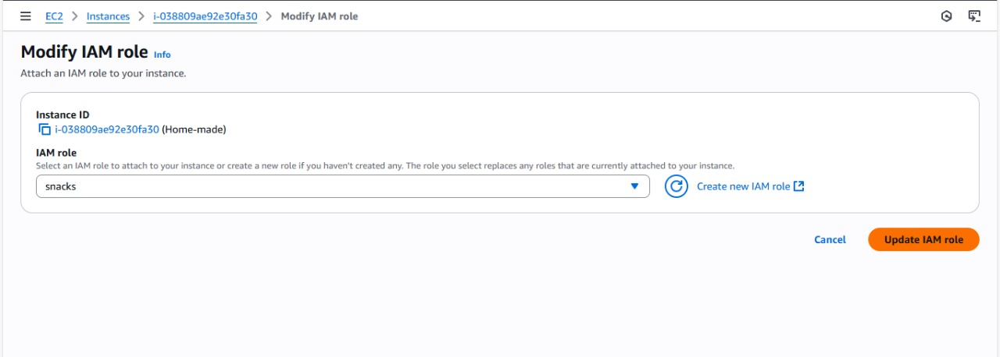 EC2 > Instances > i-038809ae92e30fa30 > Modify IAM role
Modify IAM role Info
Attach an IAM role to your instance.
Instance ID
i-038809ae92e30fa30 (Home-made)
IAM role
Select an IAM role to attach to your instance or create a new role if you haven't created any. The role you select replaces any roles that are currently attached to your instance.
snacks
Create new IAM role
Cancel
Update IAM role